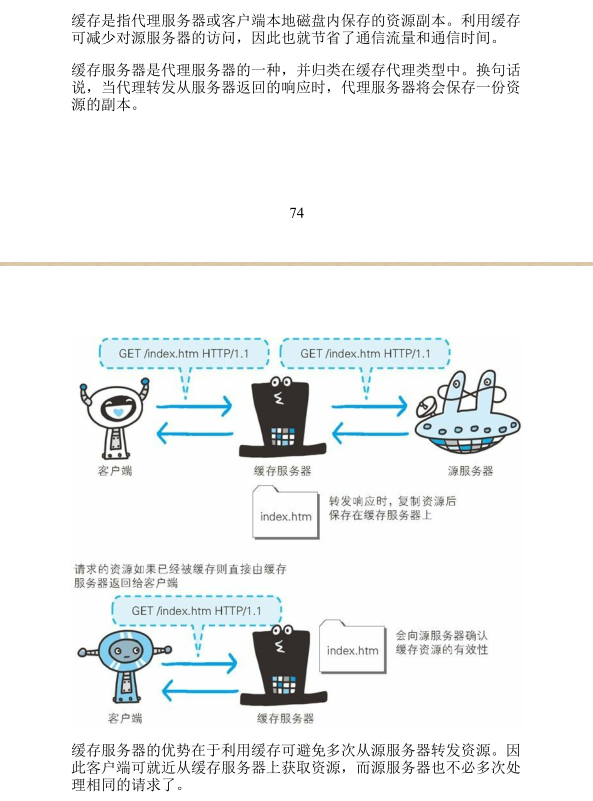 缓存是指代理服务器或客户端本地磁盘内保存的资源副本。利用缓存
可减少对源服务器的访问，因此也就节省了通信流量和通信时间。
缓存服务器是代理服务器的一种，并归类在缓存代理类型中。换句话
说，当代理转发从服务器返回的响应时，代理服务器将会保存一份资
源的副本。
74
GET /index.htm HTTP/1.1
GET /index.htm HTTP/1.1
客户端
缓存服务器
源服务器
index.htm
转发响应时，复制资源后
保存在缓存服务器上
请求的资源如果已经被缓存则直接由缓存
服务器返回给客户端
GET /index.htm HTTP/1.1
index.htm
会向源服务器确认
缓存资源的有效性
客户端
缓存服务器
缓存服务器的优势在于利用缓存可避免多次从源服务器转发资源。因
此客户端可就近从缓存服务器上获取资源，而源服务器也不必多次处
理相同的请求了。